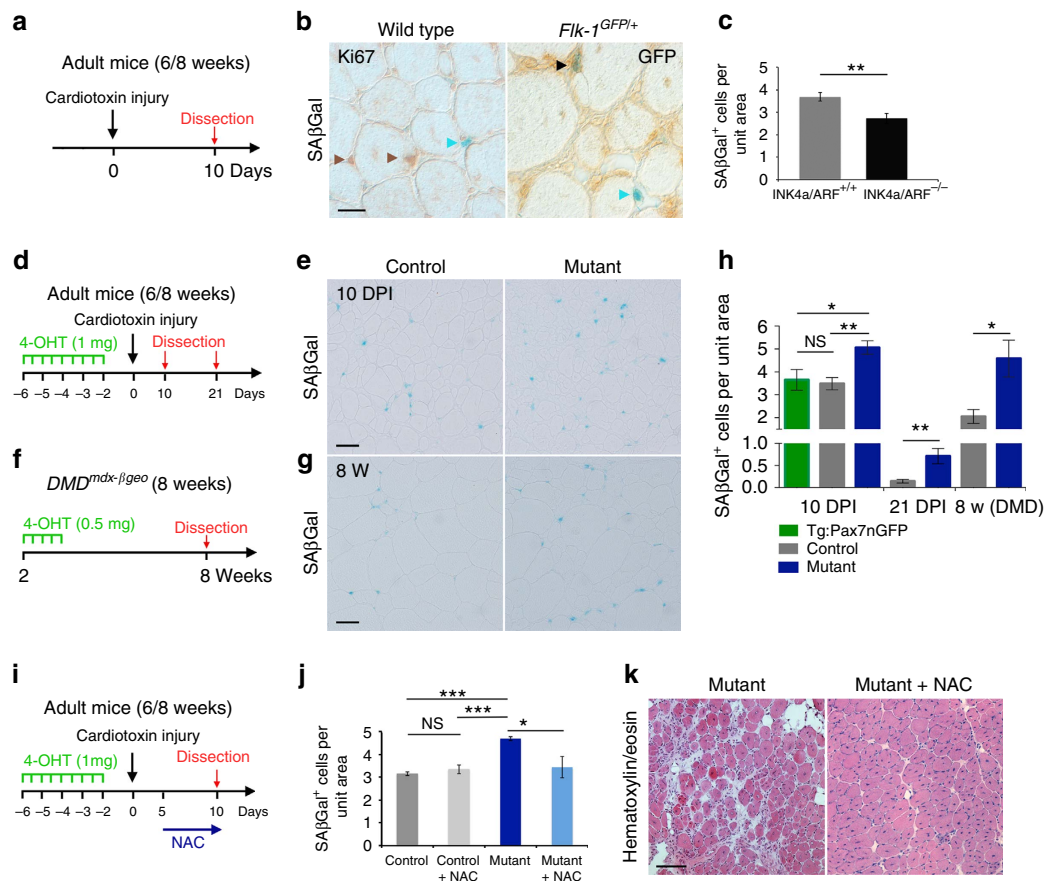 a
Adult mice (6/8 weeks)
Cardiotoxin injury
Dissection
0
10 Days
b
Wild type
Flk-1^GFP/+
Ki67
GFP
SAβGal
c
**
SAβGal+ cells per
unit area
5
4
3
2
1
0
INK4a/ARF+/+
INK4a/ARF−/−
d
Adult mice (6/8 weeks)
Cardiotoxin injury
4-OHT (1 mg)
Dissection
−6 −5 −4 −3 −2 0 10 21 Days
e
Control
Mutant
10 DPI
SAβGal
f
DMD^mdx-βgeo (8 weeks)
4-OHT (0.5 mg)
Dissection
2
8 Weeks
g
8 W
SAβGal
h
SAβGal+ cells per unit area
6
5
4
3
2
1.0
0.5
0.0
*
NS
**
**
*
10 DPI
21 DPI
8 w (DMD)
Tg:Pax7nGFP
Control
Mutant
i
Adult mice (6/8 weeks)
Cardiotoxin injury
4-OHT (1mg)
Dissection
−6 −5 −4 −3 −2 0 5 10 Days
NAC
j
SAβGal+ cells per
unit area
5
4
3
2
1
0
***
NS
***
*
Control
Control
+ NAC
Mutant
Mutant
+ NAC
k
Mutant
Mutant + NAC
Hematoxylin/eosin